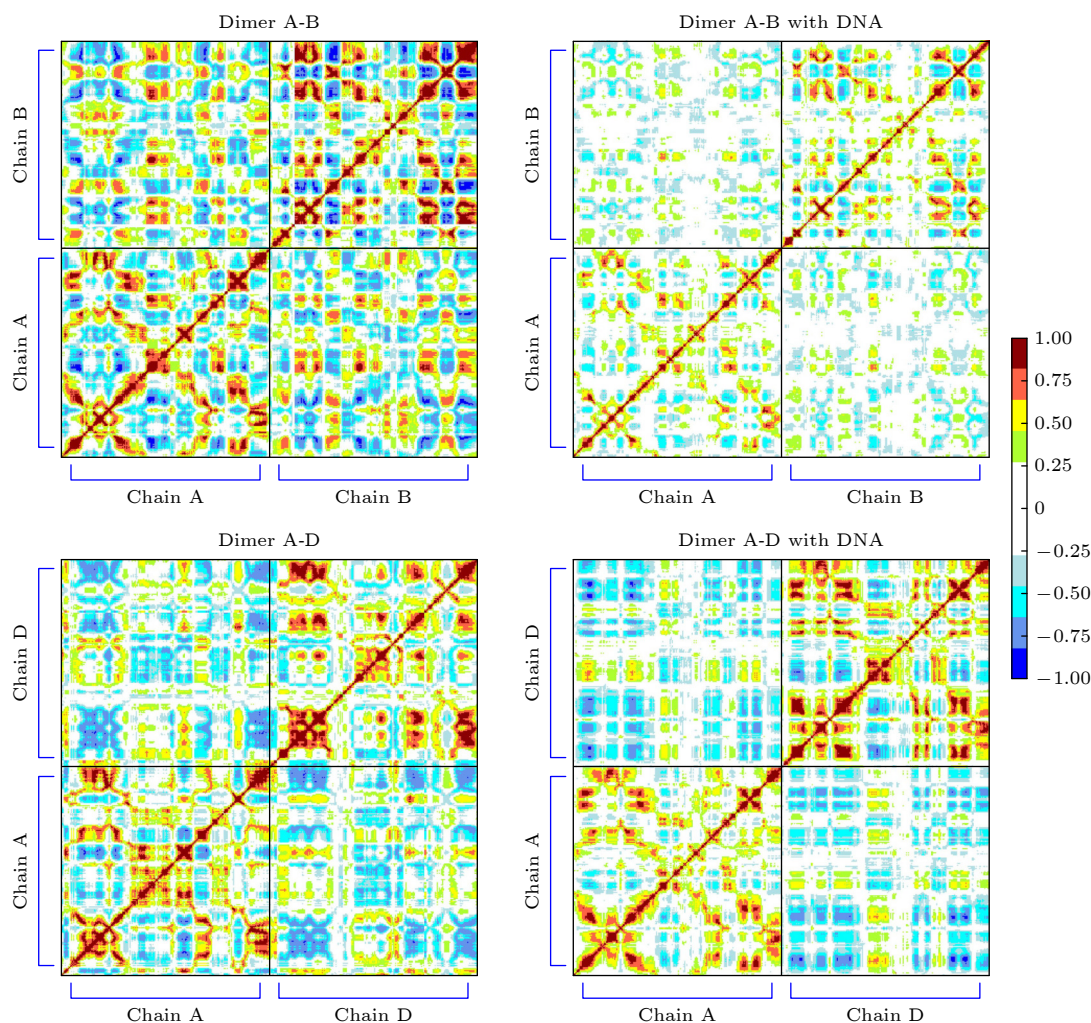 Dimer A-B
Dimer A-B with DNA
Chain B
Chain A
Chain B
Chain A
Chain A
Chain B
Chain A
Chain B
1.00
0.75
0.50
0.25
0
−0.25
−0.50
−0.75
−1.00
Dimer A-D
Dimer A-D with DNA
Chain D
Chain A
Chain D
Chain A
Chain A
Chain D
Chain A
Chain D